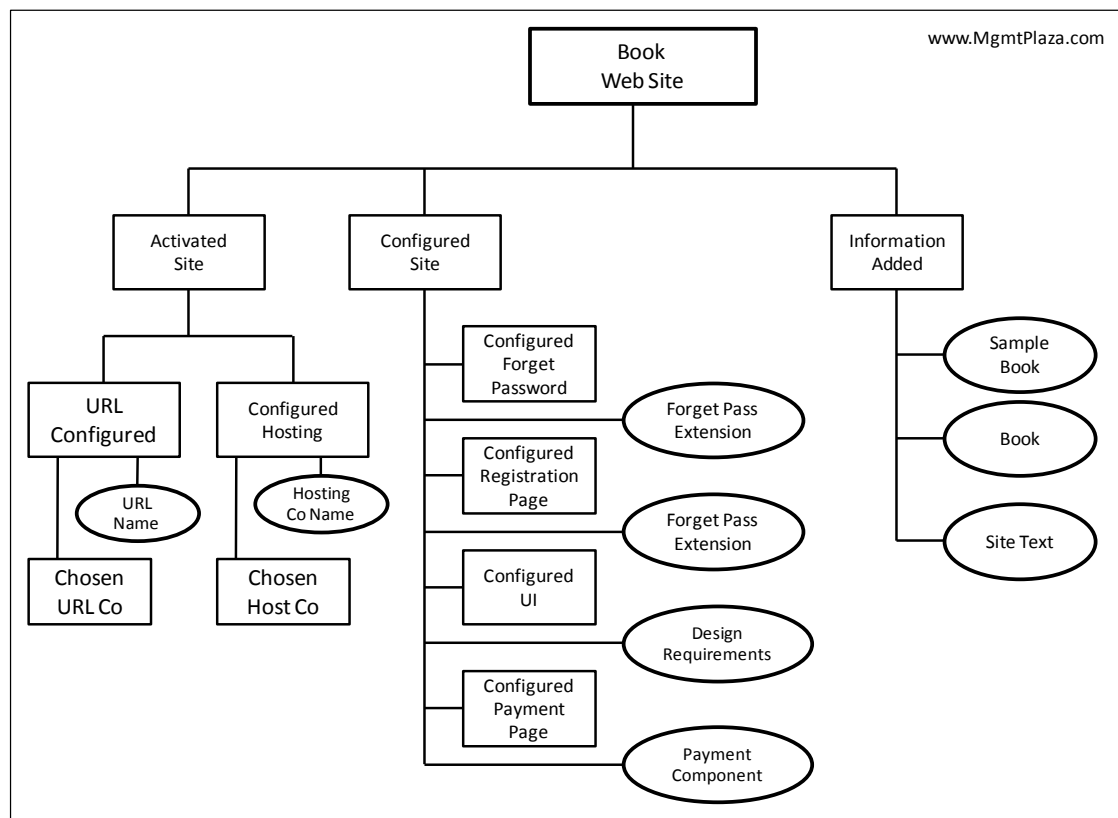 www.MgmtPlaza.com
Book
Web Site
Activated
Site
Configured
Site
Information
Added
URL
Configured
Configured
Hosting
URL
Name
Hosting
Co Name
Chosen
URL Co
Chosen
Host Co
Configured
Forget
Password
Forget Pass
Extension
Configured
Registration
Page
Forget Pass
Extension
Configured
UI
Design
Requirements
Configured
Payment
Page
Payment
Component
Sample
Book
Book
Site Text